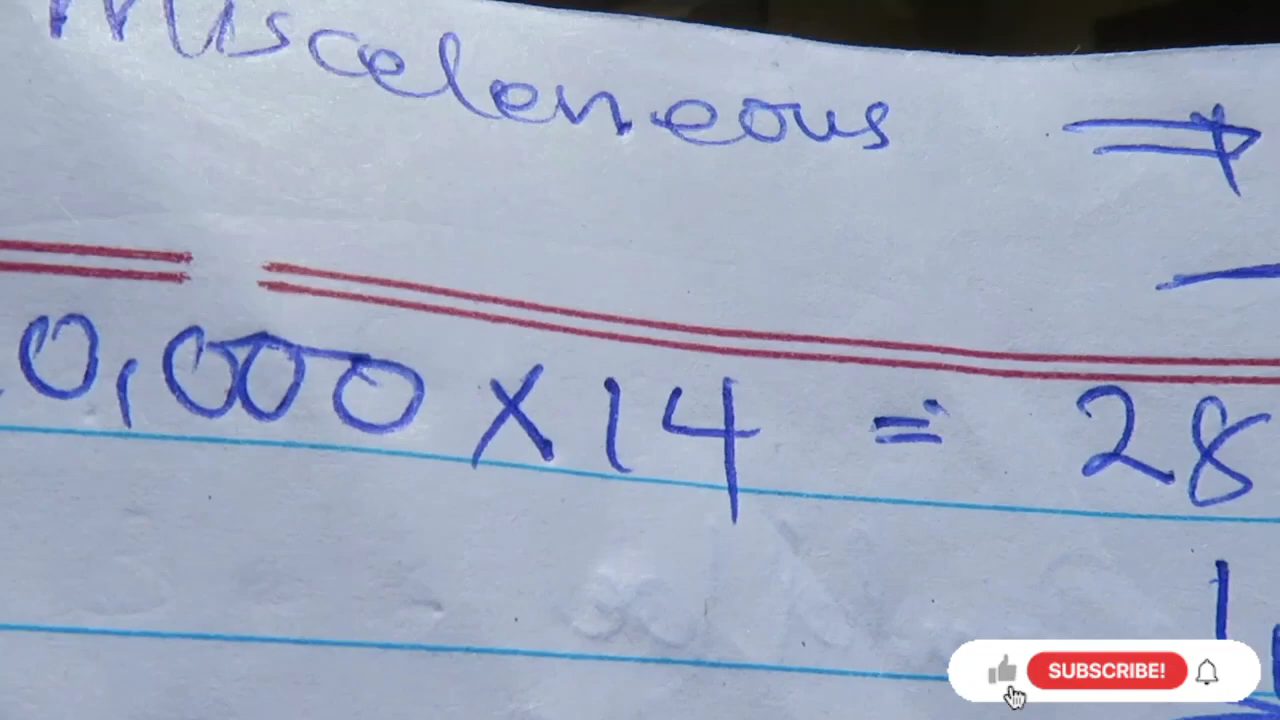 Misceleneous ⇒
0,000 × 14 = 28
SUBSCRIBE!